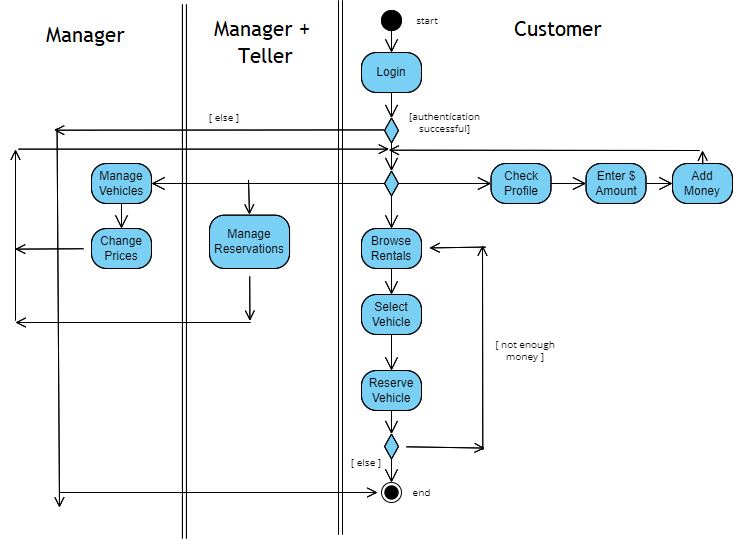 Manager
Manager +
Teller
Customer
start
Login
[ else ]
[authentication
successful]
Manage
Vehicles
Check
Profile
Enter $
Amount
Add
Money
Change
Prices
Manage
Reservations
Browse
Rentals
Select
Vehicle
[ not enough
money ]
Reserve
Vehicle
[ else ]
end